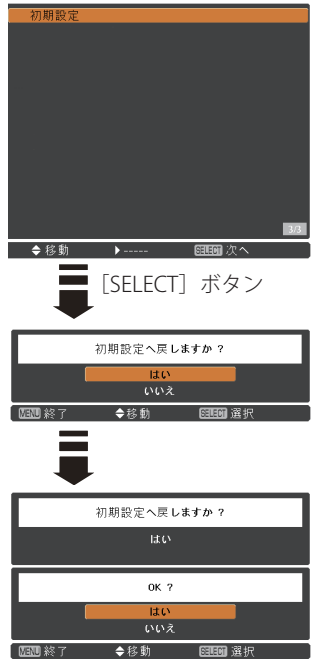 初期設定
3/3
移動 ----- SELECT 次へ
［SELECT］ボタン
初期設定へ戻しますか？
はい
いいえ
MENU 終了 移動 SELECT 選択
初期設定へ戻しますか？
はい
OK？
はい
いいえ
MENU 終了 移動 SELECT 選択